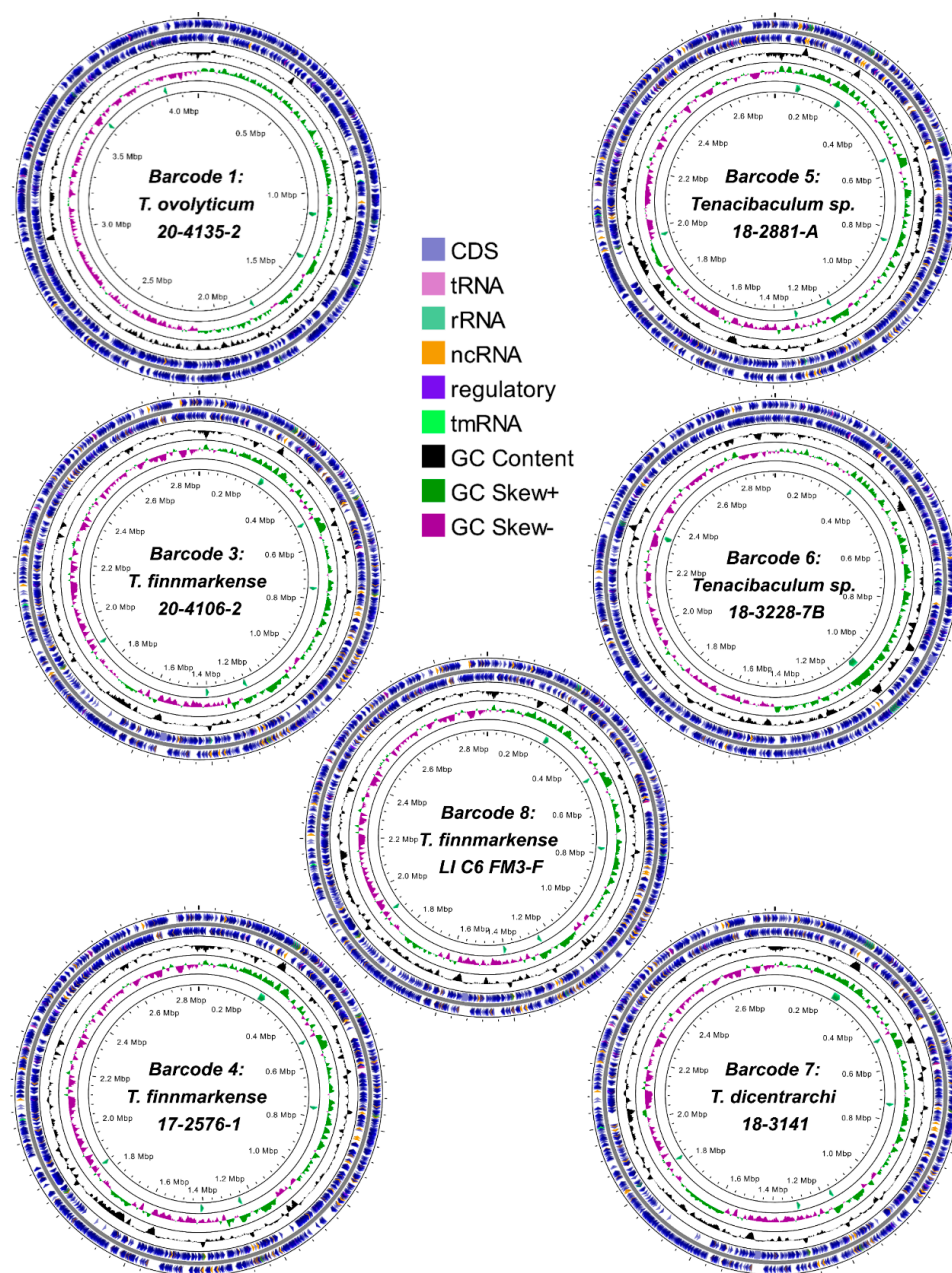 4.0 Mbp
0.5 Mbp
3.5 Mbp
Barcode 1:
T. ovolyticum
20-4135-2
1.0 Mbp
3.0 Mbp
1.5 Mbp
2.5 Mbp
2.0 Mbp
2.6 Mbp
0.2 Mbp
2.4 Mbp
0.4 Mbp
Barcode 5:
Tenacibaculum sp.
18-2881-A
2.2 Mbp
0.6 Mbp
2.0 Mbp
0.8 Mbp
1.8 Mbp
1.6 Mbp
1.2 Mbp
1.4 Mbp
CDS
tRNA
rRNA
ncRNA
regulatory
tmRNA
GC Content
GC Skew+
GC Skew-
2.6 Mbp
0.2 Mbp
2.4 Mbp
0.4 Mbp
Barcode 3:
T. finnmarkense
20-4106-2
0.6 Mbp
2.2 Mbp
0.8 Mbp
2.0 Mbp
1.0 Mbp
1.8 Mbp
1.2 Mbp
1.6 Mbp
1.4 Mbp
2.6 Mbp
0.2 Mbp
2.4 Mbp
0.4 Mbp
Barcode 6:
Tenacibaculum sp.
18-3228-7B
0.6 Mbp
2.2 Mbp
0.8 Mbp
2.0 Mbp
1.0 Mbp
1.8 Mbp
1.2 Mbp
1.6 Mbp
2.8 Mbp
0.2 Mbp
2.6 Mbp
0.4 Mbp
2.4 Mbp
0.6 Mbp
Barcode 8:
T. finnmarkense
LI C6 FM3-F
2.2 Mbp
0.8 Mbp
2.0 Mbp
1.0 Mbp
1.8 Mbp
1.2 Mbp
1.6 Mbp
1.4 Mbp
2.8 Mbp
0.2 Mbp
2.4 Mbp
0.4 Mbp
Barcode 4:
T. finnmarkense
17-2576-1
0.6 Mbp
2.2 Mbp
2.0 Mbp
0.8 Mbp
1.8 Mbp
1.0 Mbp
1.6 Mbp
1.2 Mbp
1.4 Mbp
2.6 Mbp
0.2 Mbp
2.4 Mbp
0.4 Mbp
Barcode 7:
T. dicentrarchi
18-3141
2.2 Mbp
0.6 Mbp
2.0 Mbp
0.8 Mbp
1.8 Mbp
1.0 Mbp
1.6 Mbp
1.2 Mbp
1.4 Mbp